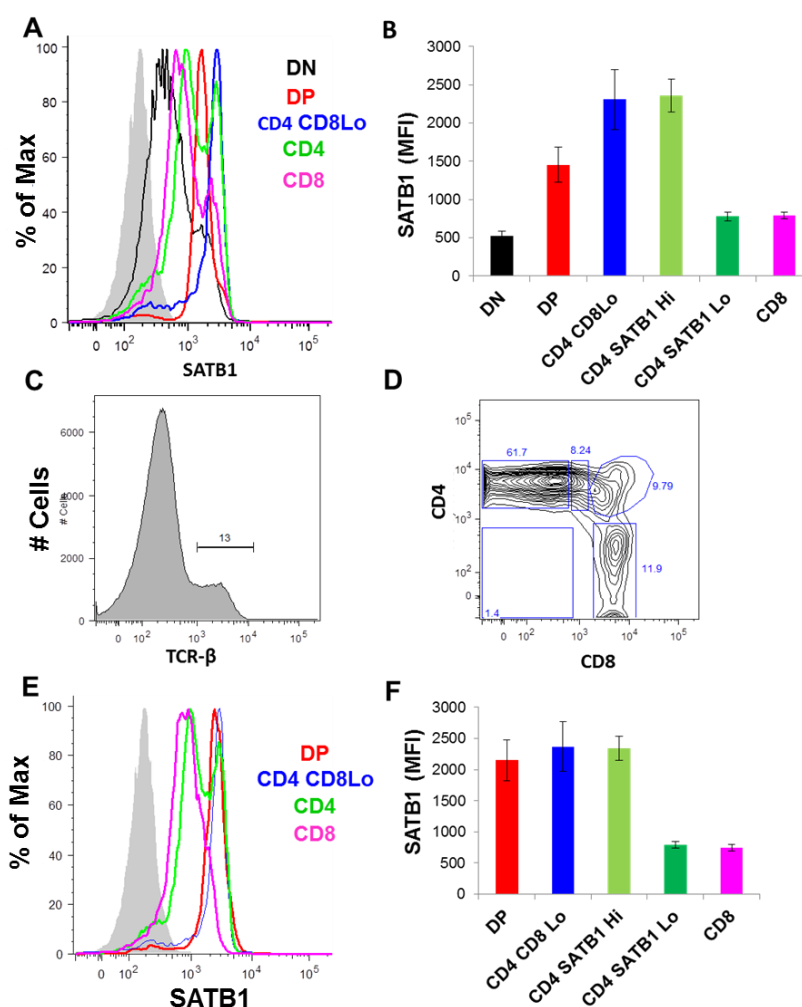 A
100
80
60
40
20
0
% of Max
DN
DP
CD4 CD8Lo
CD4
CD8
0 10² 10³ 10⁴ 10⁵
SATB1
B
3000
2500
2000
1500
1000
500
0
SATB1 (MFI)
DN
DP
CD4 CD8Lo
CD4 SATB1 Hi
CD4 SATB1 Lo
CD8
C
6000
4000
2000
0
# Cells
# Cells
13
0 10² 10³ 10⁴ 10⁵
TCR-β
D
10⁵
10⁴
10³
10²
0
CD4
61.7
8.24
9.79
11.9
1.4
0 10² 10³ 10⁴ 10⁵
CD8
E
100
80
60
40
20
0
% of Max
DP
CD4 CD8Lo
CD4
CD8
0 10² 10³ 10⁴ 10⁵
SATB1
F
3000
2500
2000
1500
1000
500
0
SATB1 (MFI)
DP
CD4 CD8 Lo
CD4 SATB1 Hi
CD4 SATB1 Lo
CD8